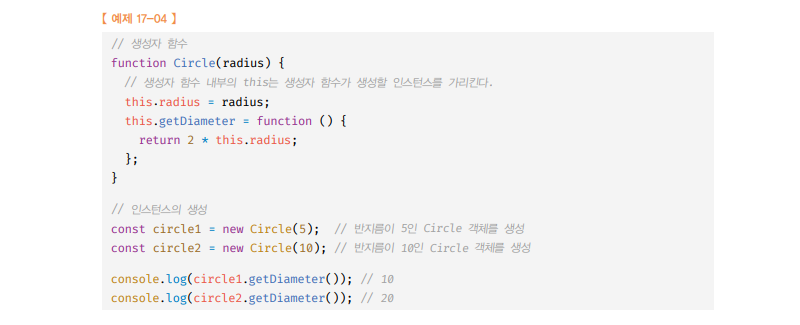 【 예제 17-04 】
// 생성자 함수
function Circle(radius) {
  // 생성자 함수 내부의 this는 생성자 함수가 생성할 인스턴스를 가리킨다.
  this.radius = radius;
  this.getDiameter = function () {
    return 2 * this.radius;
  };
}
// 인스턴스의 생성
const circle1 = new Circle(5);  // 반지름이 5인 Circle 객체를 생성
const circle2 = new Circle(10); // 반지름이 10인 Circle 객체를 생성
console.log(circle1.getDiameter()); // 10
console.log(circle2.getDiameter()); // 20